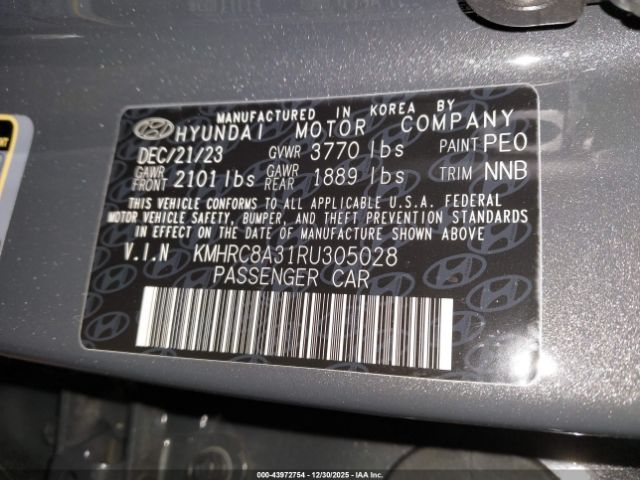 MANUFACTURED IN KOREA BY
HYUNDAI MOTOR COMPANY
DEC/21/23 GVWR 3770 lbs PAINT PE0
GAWR FRONT 2101 lbs GAWR REAR 1889 lbs TRIM NNB
THIS VEHICLE CONFORMS TO ALL APPLICABLE U.S.A. FEDERAL
MOTOR VEHICLE SAFETY, BUMPER, AND THEFT PREVENTION STANDARDS
IN EFFECT ON THE DATE OF MANUFACTURE SHOWN ABOVE
V.I.N KMHRC8A31RU305028
PASSENGER CAR
000-43972754 | 12/30/2025 | IAA Inc.